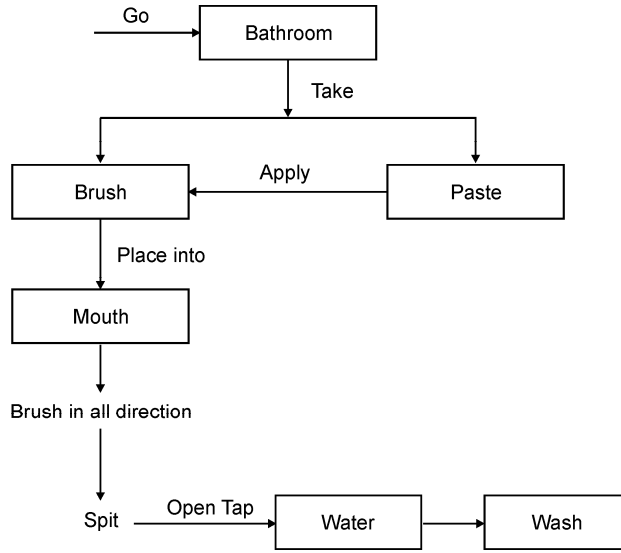 Go
Bathroom
Take
Brush
Apply
Paste
Place into
Mouth
Brush in all direction
Spit
Open Tap
Water
Wash